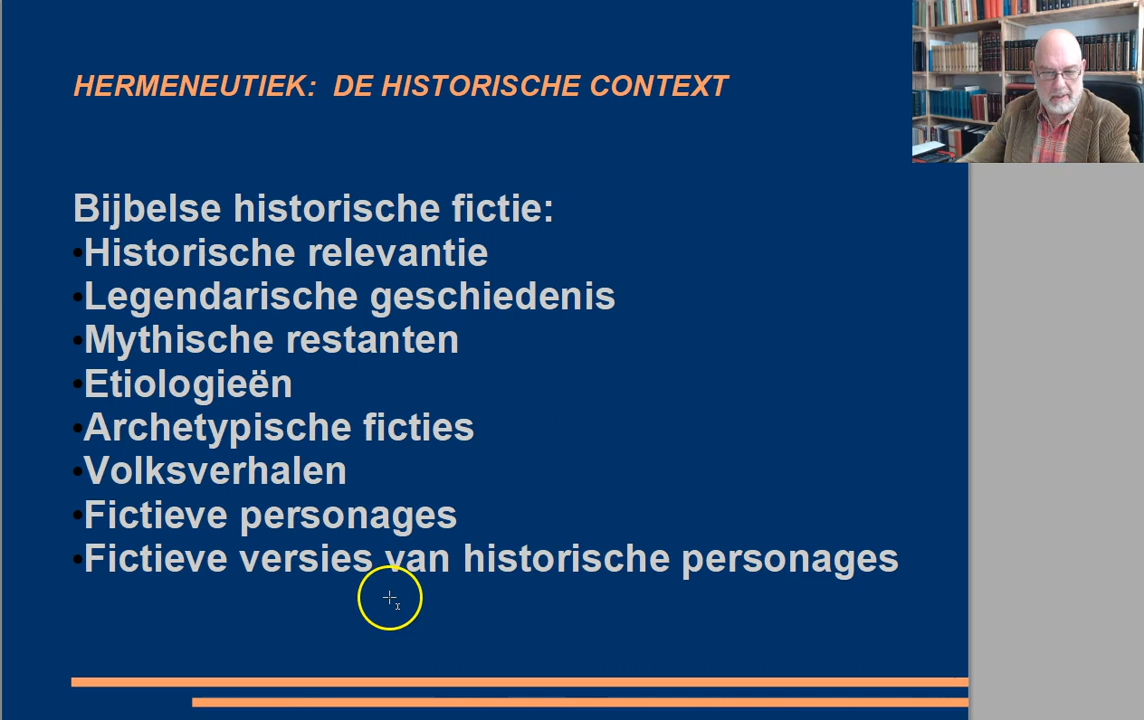 HERMENEUTIEK: DE HISTORISCHE CONTEXT
Bijbelse historische fictie:
•Historische relevantie
•Legendarische geschiedenis
•Mythische restanten
•Etiologieën
•Archetypische ficties
•Volksverhalen
•Fictieve personages
•Fictieve versies van historische personages